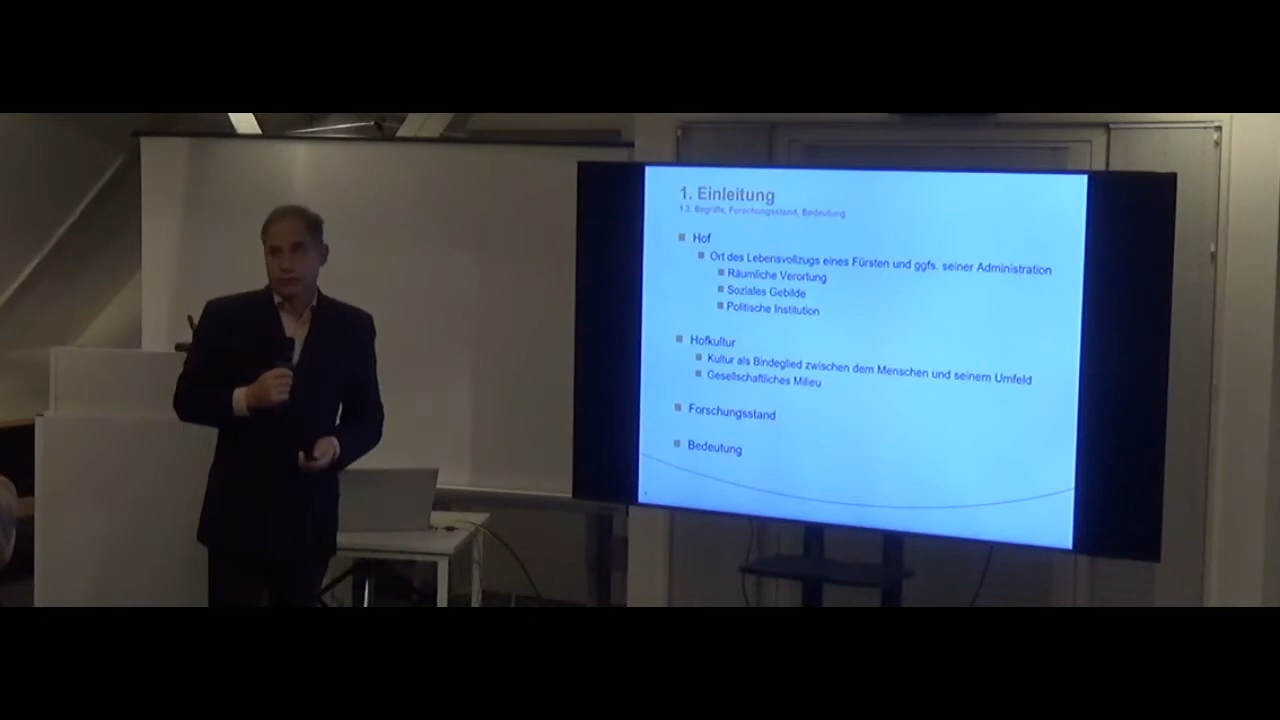 1. Einleitung
1.2. Begriffe, Forschungsstand, Bedeutung
Hof
Ort des Lebensvollzugs eines Fürsten und ggfs. seiner Administration
Räumliche Verortung
Soziales Gebilde
Politische Institution
Hofkultur
Kultur als Bindeglied zwischen dem Menschen und seinem Umfeld
Gesellschaftliches Milieu
Forschungsstand
Bedeutung